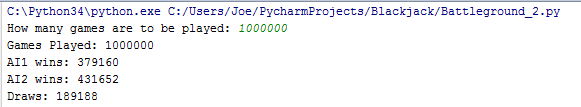 C:\Python34\python.exe C:/Users/Joe/PycharmProjects/Blackjack/Battleground_2.py
How many games are to be played: 1000000
Games Played: 1000000
AI1 wins: 379160
AI2 wins: 431652
Draws: 189188